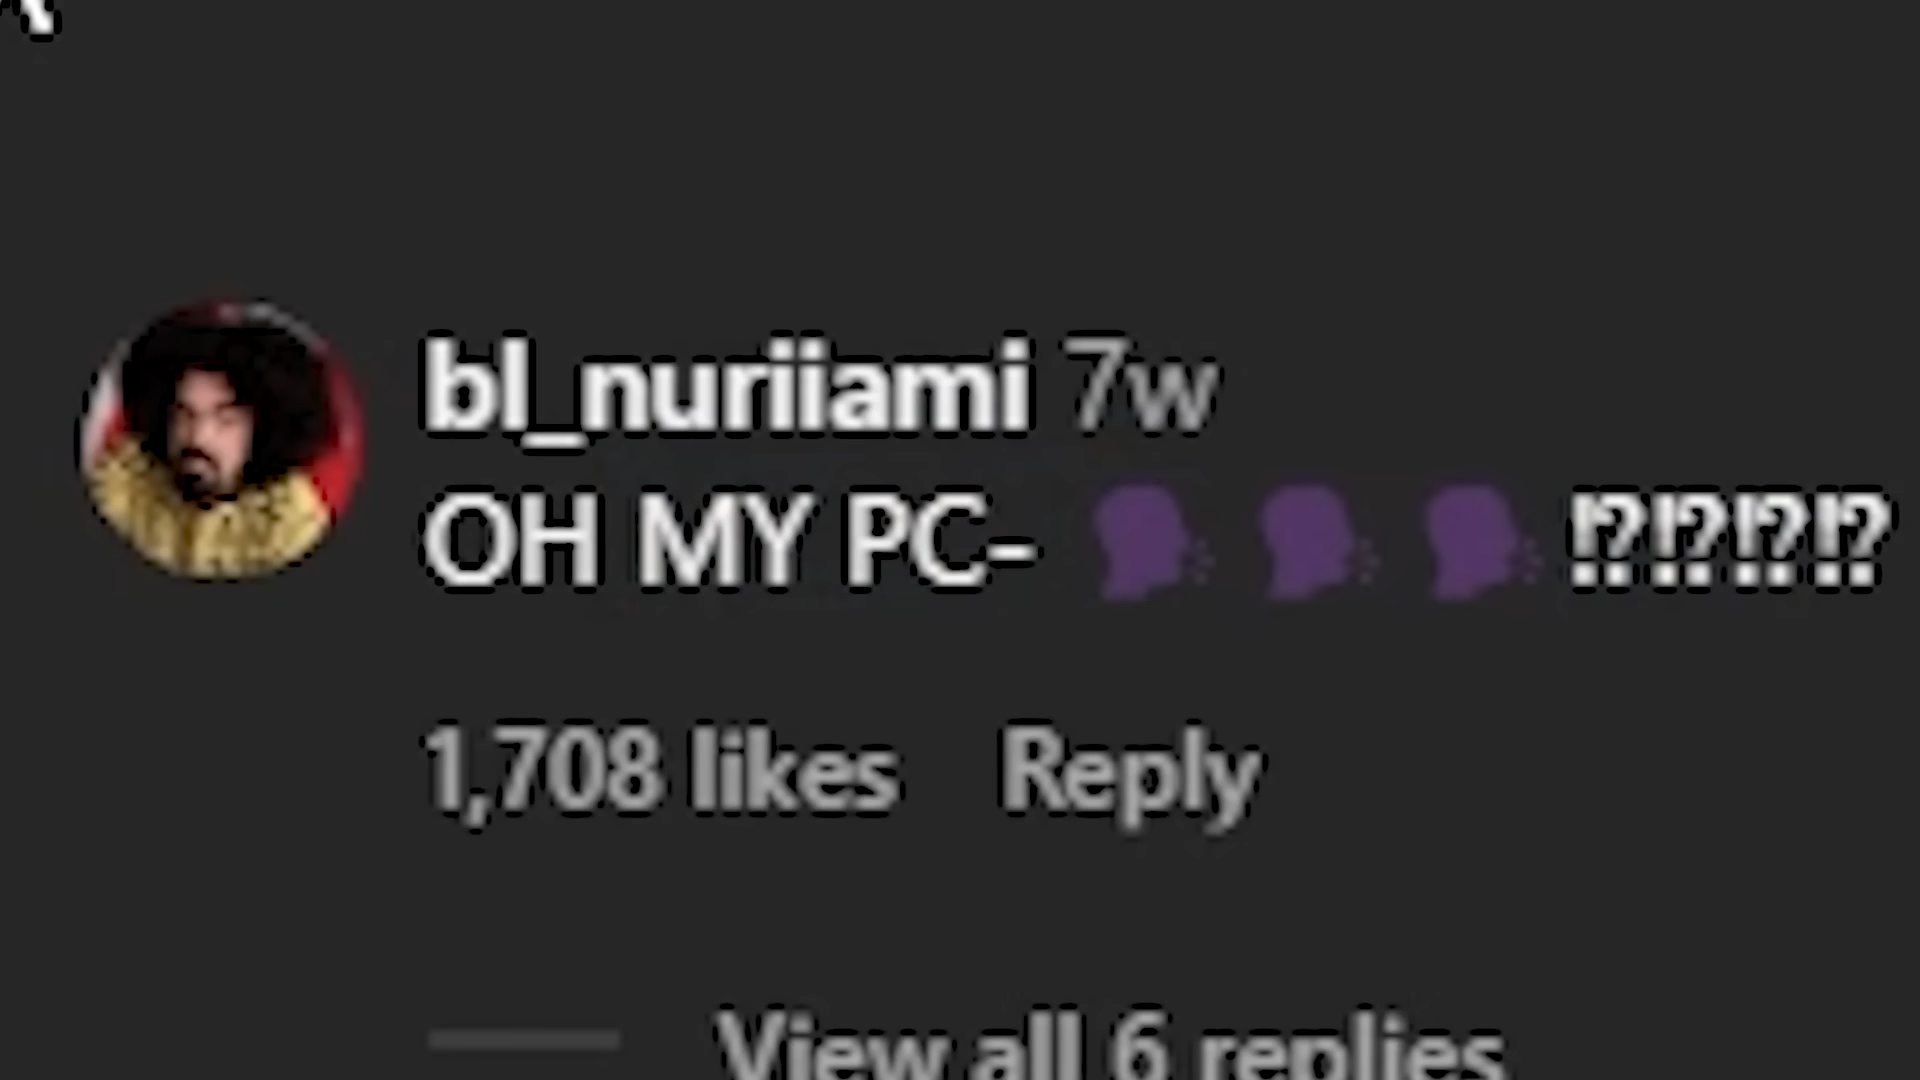 bl_nuriiami 7w
OH MY PC- 🗣🗣🗣⁉⁉⁉⁉
1,708 likes Reply
View all 6 replies